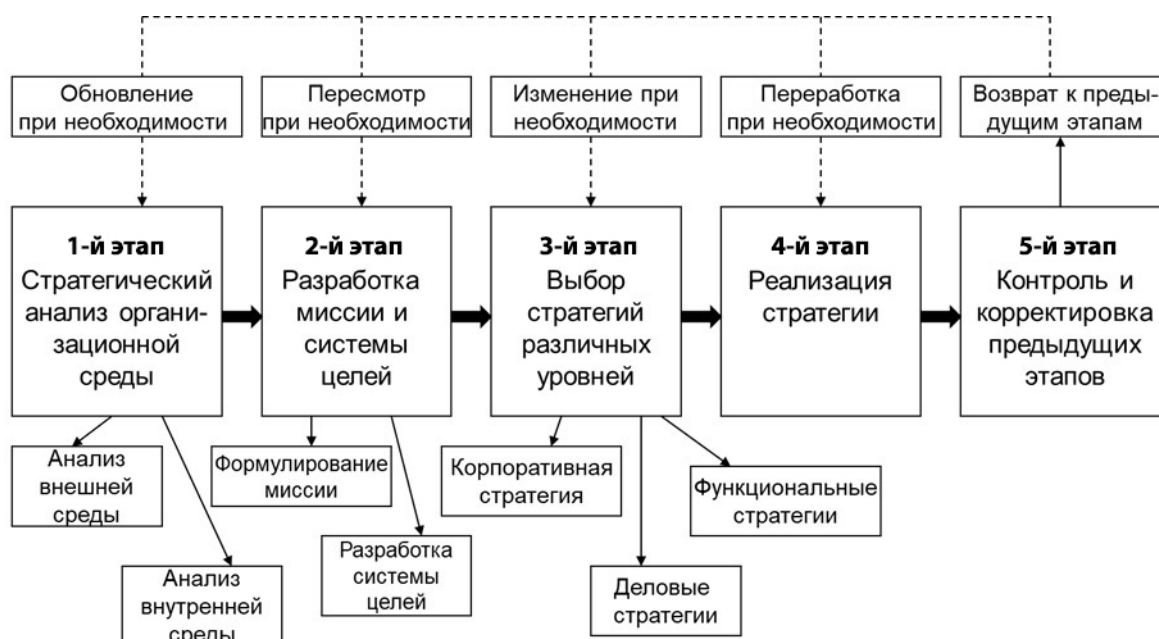 Обновление
при необходимости
Пересмотр
при необходимости
Изменение при
необходимости
Переработка
при необходимости
Возврат к преды-
дущим этапам
1-й этап
Стратегический
анализ органи-
зационной
среды
2-й этап
Разработка
миссии и
системы
целей
3-й этап
Выбор
стратегий
различных
уровней
4-й этап
Реализация
стратегии
5-й этап
Контроль и
корректировка
предыдущих
этапов
Анализ
внешней
среды
Анализ
внутренней
среды
Формулирование
миссии
Разработка
системы
целей
Корпоративная
стратегия
Деловые
стратегии
Функциональные
стратегии